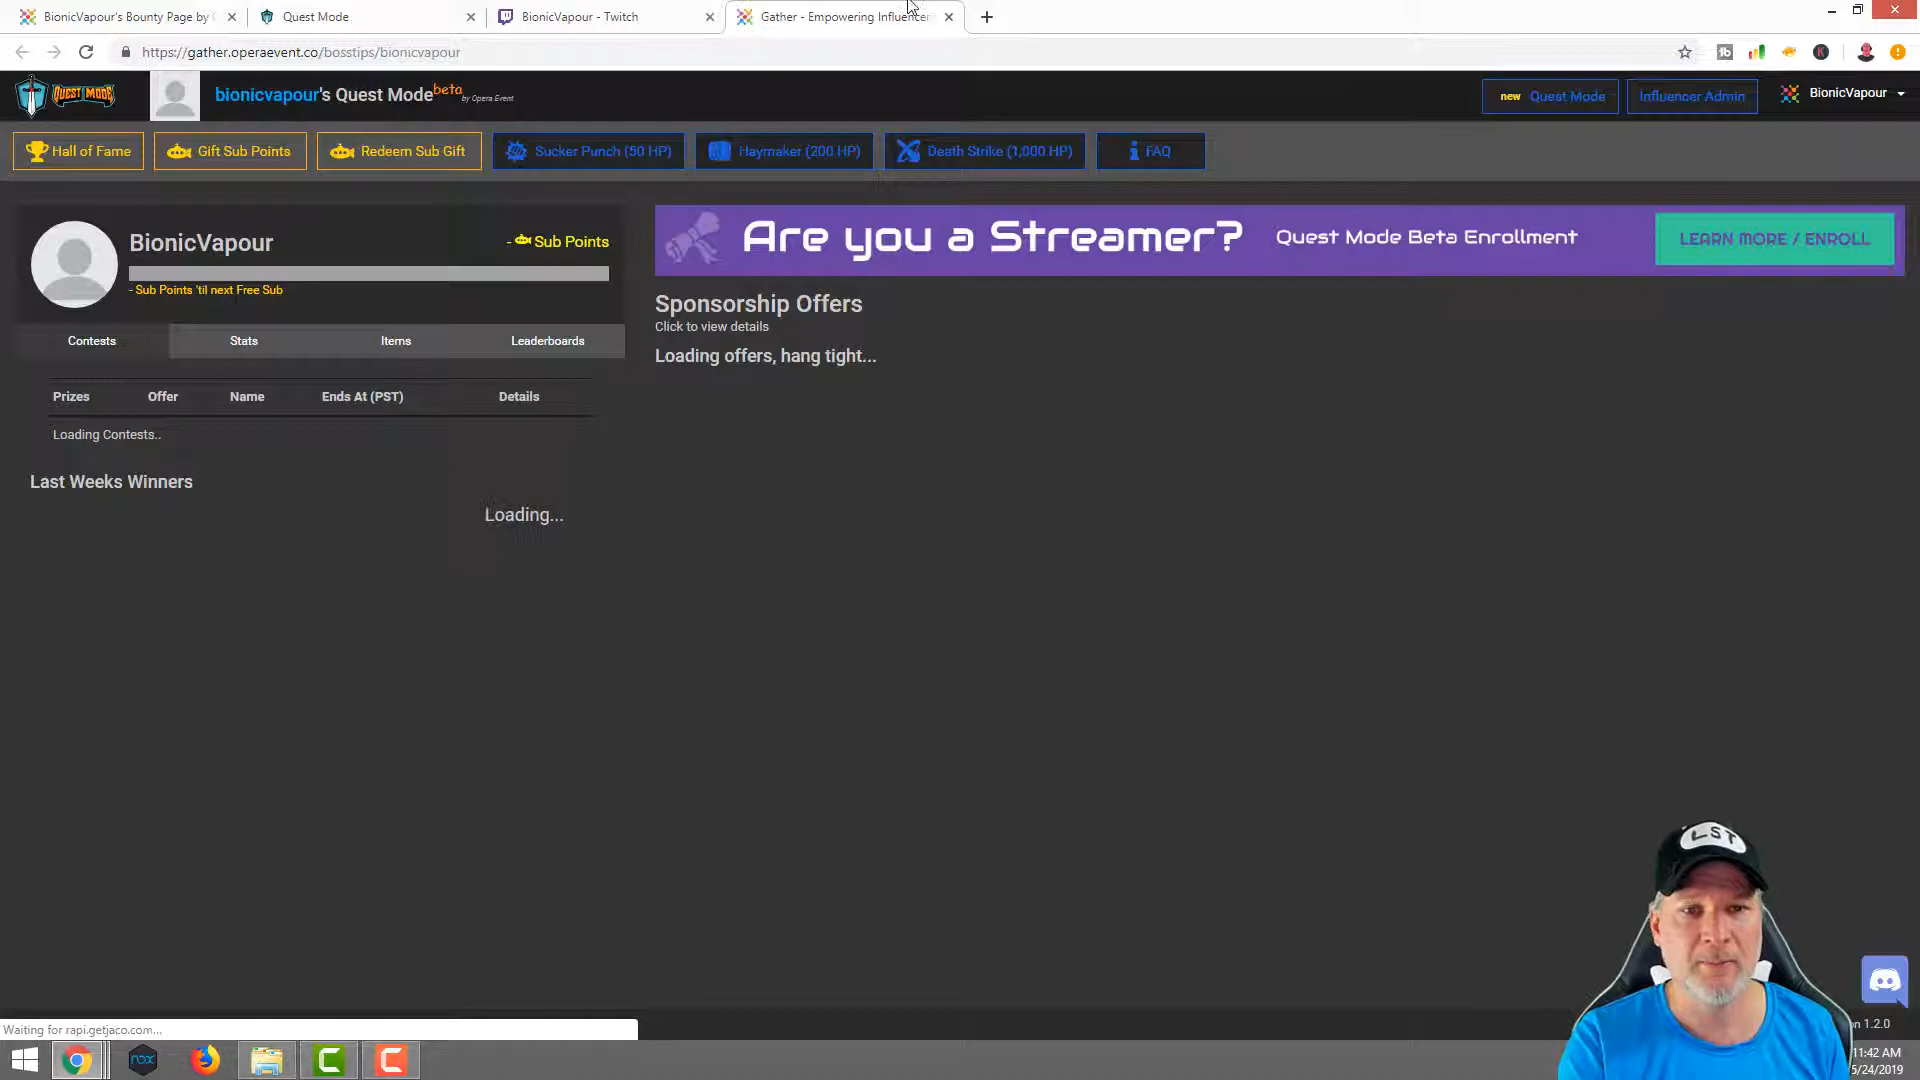 BionicVapour's Bounty Page by
Quest Mode
BionicVapour - Twitch
Gather - Empowering Influencer
https://gather.operaevent.co/bosstips/bionicvapour
QUEST MODE
bionicvapour's Quest Mode beta by Opera Event
new Quest Mode
Influencer Admin
BionicVapour
Hall of Fame
Gift Sub Points
Redeem Sub Gift
Sucker Punch (50 HP)
Haymaker (200 HP)
Death Strike (1,000 HP)
FAQ
BionicVapour
- Sub Points
- Sub Points 'til next Free Sub
Are you a Streamer?
Quest Mode Beta Enrollment
LEARN MORE / ENROLL
Contests
Stats
Items
Leaderboards
Prizes
Offer
Name
Ends At (PST)
Details
Loading Contests..
Last Weeks Winners
Loading...
Sponsorship Offers
Click to view details
Loading offers, hang tight...
LST
Waiting for rapi.getjaco.com...
n 1.2.0
nox
11:42 AM
5/24/2019